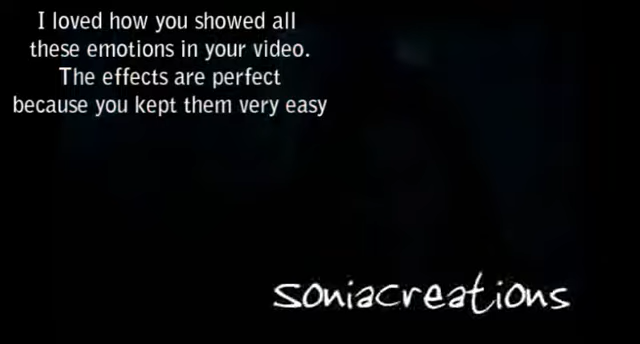 I loved how you showed all
these emotions in your video.
The effects are perfect
because you kept them very easy
soniacreations